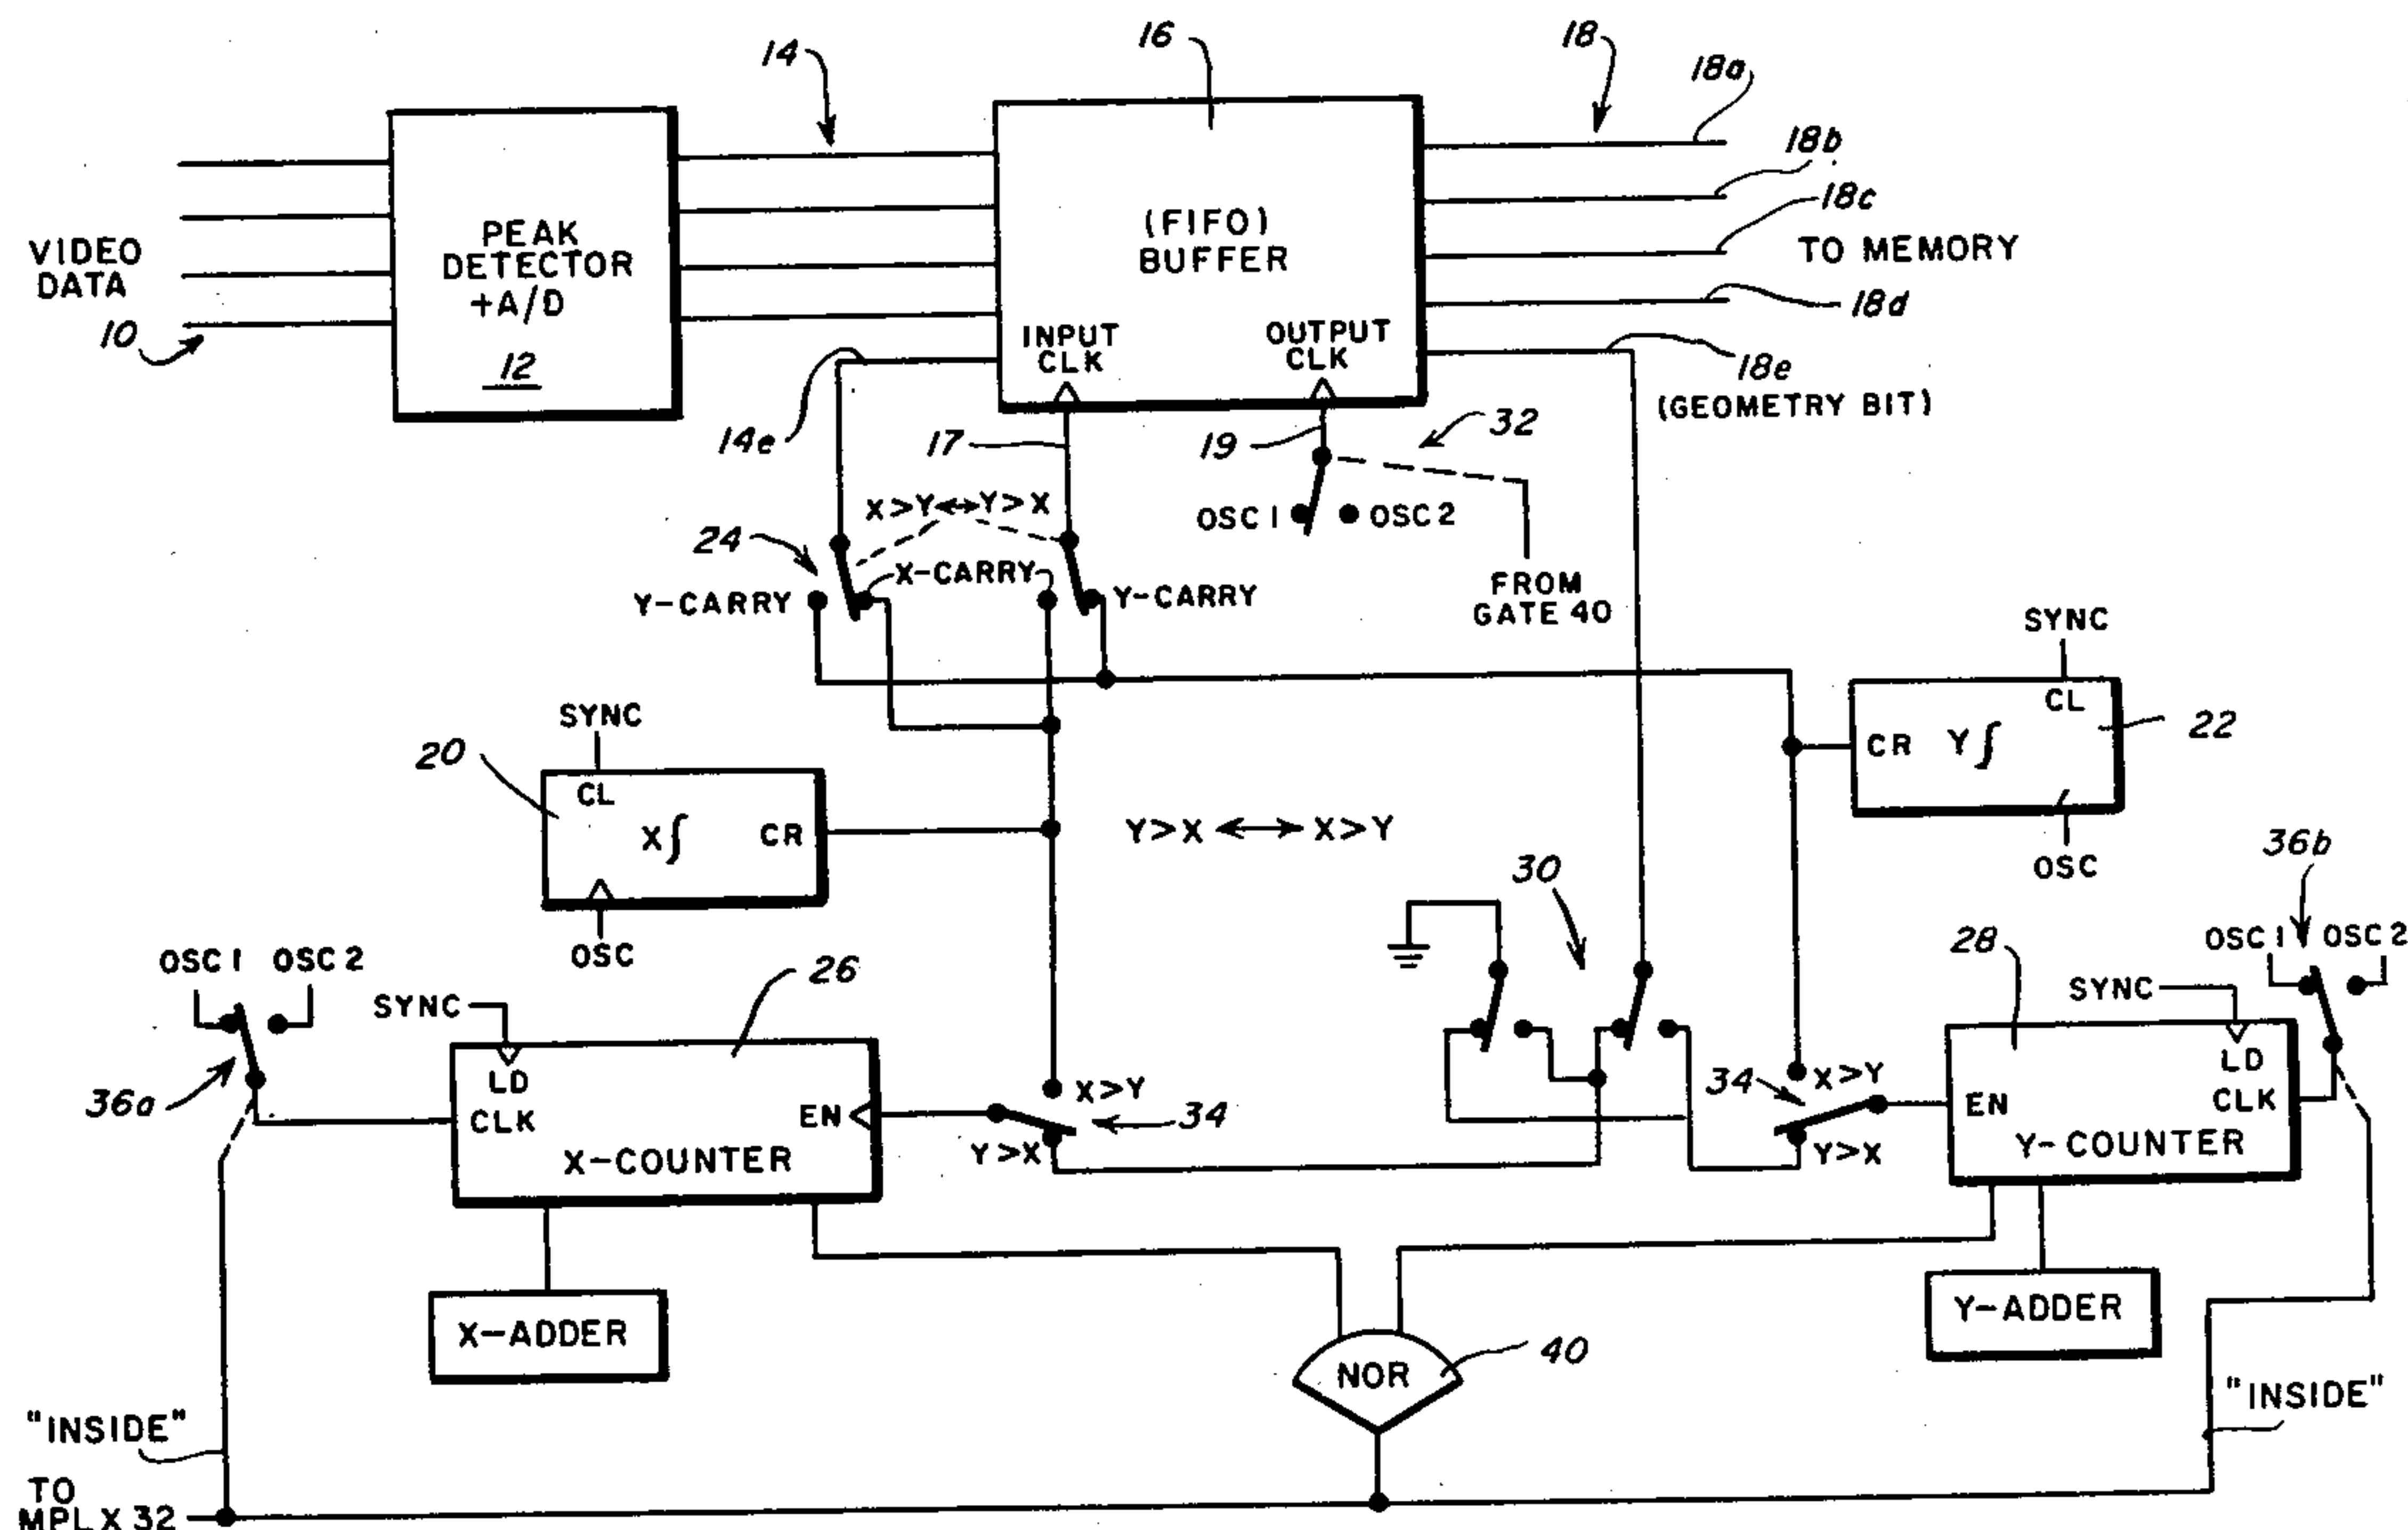 14
16
18
18a
18b
18c
TO MEMORY
18d
18e
(GEOMETRY BIT)
VIDEO
DATA
10
PEAK
DETECTOR
+A/D
12
(FIFO)
BUFFER
INPUT
CLK
OUTPUT
CLK
14e
17
19
32
X>Y↔Y>X
OSC 1
OSC 2
24
X-CARRY
Y-CARRY
Y-CARRY
FROM
GATE 40
SYNC
CL
CR
Y∫
22
OSC
SYNC
20
CL
X∫
CR
OSC
Y>X ↔ X>Y
30
36b
OSC 1
OSC 2
OSC 1
OSC 2
36a
SYNC
26
LD
CLK
EN
X-COUNTER
X>Y
34
Y>X
34
X>Y
Y>X
28
SYNC
LD
EN
CLK
Y-COUNTER
X-ADDER
Y-ADDER
NOR
40
"INSIDE"
"INSIDE"
TO
MPLX 32